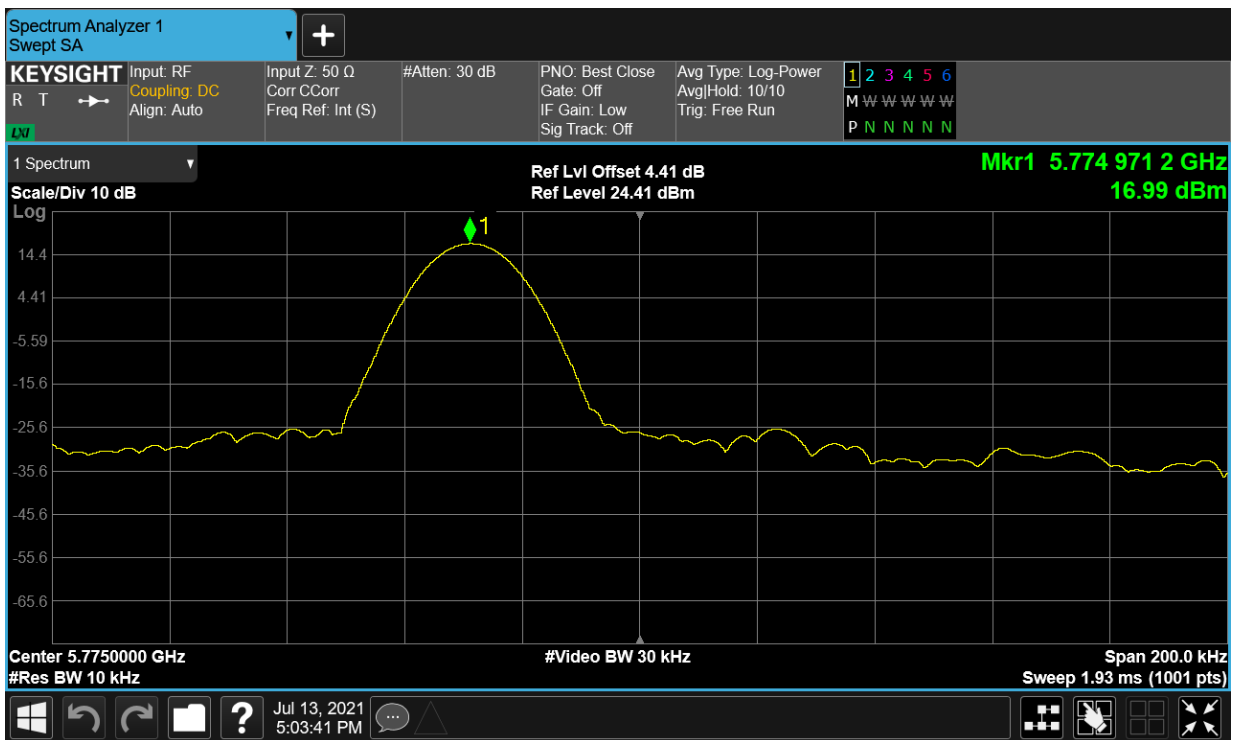 Spectrum Analyzer 1
Swept SA
+
KEYSIGHT
R T
LXI
Input: RF
Coupling: DC
Align: Auto
Input Z: 50 Ω
Corr CCorr
Freq Ref: Int (S)
#Atten: 30 dB
PNO: Best Close
Gate: Off
IF Gain: Low
Sig Track: Off
Avg Type: Log-Power
Avg|Hold: 10/10
Trig: Free Run
1 2 3 4 5 6
M W W W W W
P N N N N N
1 Spectrum
Scale/Div 10 dB
Log
Ref Lvl Offset 4.41 dB
Ref Level 24.41 dBm
Mkr1 5.774 971 2 GHz
16.99 dBm
1
14.4
4.41
-5.59
-15.6
-25.6
-35.6
-45.6
-55.6
-65.6
Center 5.7750000 GHz
#Res BW 10 kHz
#Video BW 30 kHz
Span 200.0 kHz
Sweep 1.93 ms (1001 pts)
?
Jul 13, 2021
5:03:41 PM